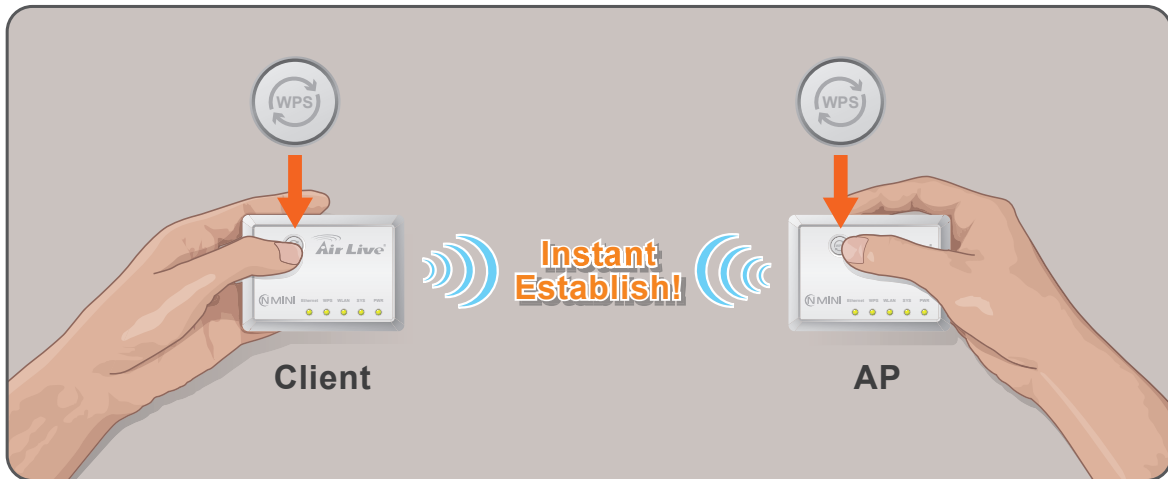 WPS
WPS
Air Live
Instant
Establish!
N MINI
Ethernet WPS WLAN SYS PWR
N MINI
Ethernet WPS WLAN SYS PWR
Client
AP